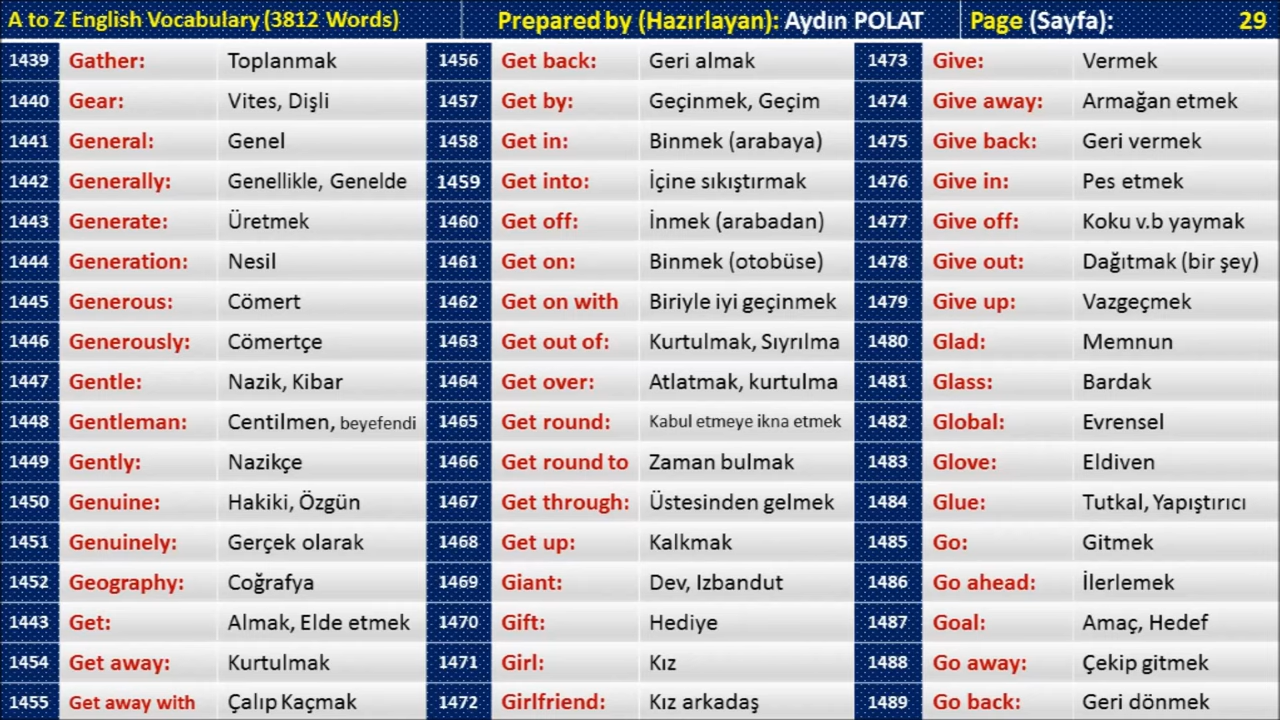 A to Z English Vocabulary (3812 Words) Prepared by (Hazırlayan): Aydın POLAT Page (Sayfa): 29
1439 Gather: Toplanmak 1456 Get back: Geri almak 1473 Give: Vermek
1440 Gear: Vites, Dişli 1457 Get by: Geçinmek, Geçim 1474 Give away: Armağan etmek
1441 General: Genel 1458 Get in: Binmek (arabaya) 1475 Give back: Geri vermek
1442 Generally: Genellikle, Genelde 1459 Get into: İçine sıkıştırmak 1476 Give in: Pes etmek
1443 Generate: Üretmek 1460 Get off: İnmek (arabadan) 1477 Give off: Koku v.b yaymak
1444 Generation: Nesil 1461 Get on: Binmek (otobüse) 1478 Give out: Dağıtmak (bir şey)
1445 Generous: Cömert 1462 Get on with Biriyle iyi geçinmek 1479 Give up: Vazgeçmek
1446 Generously: Cömertçe 1463 Get out of: Kurtulmak, Sıyrılma 1480 Glad: Memnun
1447 Gentle: Nazik, Kibar 1464 Get over: Atlatmak, kurtulma 1481 Glass: Bardak
1448 Gentleman: Centilmen, beyefendi 1465 Get round: Kabul etmeye ikna etmek 1482 Global: Evrensel
1449 Gently: Nazikçe 1466 Get round to Zaman bulmak 1483 Glove: Eldiven
1450 Genuine: Hakiki, Özgün 1467 Get through: Üstesinden gelmek 1484 Glue: Tutkal, Yapıştırıcı
1451 Genuinely: Gerçek olarak 1468 Get up: Kalkmak 1485 Go: Gitmek
1452 Geography: Coğrafya 1469 Giant: Dev, Izbandut 1486 Go ahead: İlerlemek
1443 Get: Almak, Elde etmek 1470 Gift: Hediye 1487 Goal: Amaç, Hedef
1454 Get away: Kurtulmak 1471 Girl: Kız 1488 Go away: Çekip gitmek
1455 Get away with Çalıp Kaçmak 1472 Girlfriend: Kız arkadaş 1489 Go back: Geri dönmek